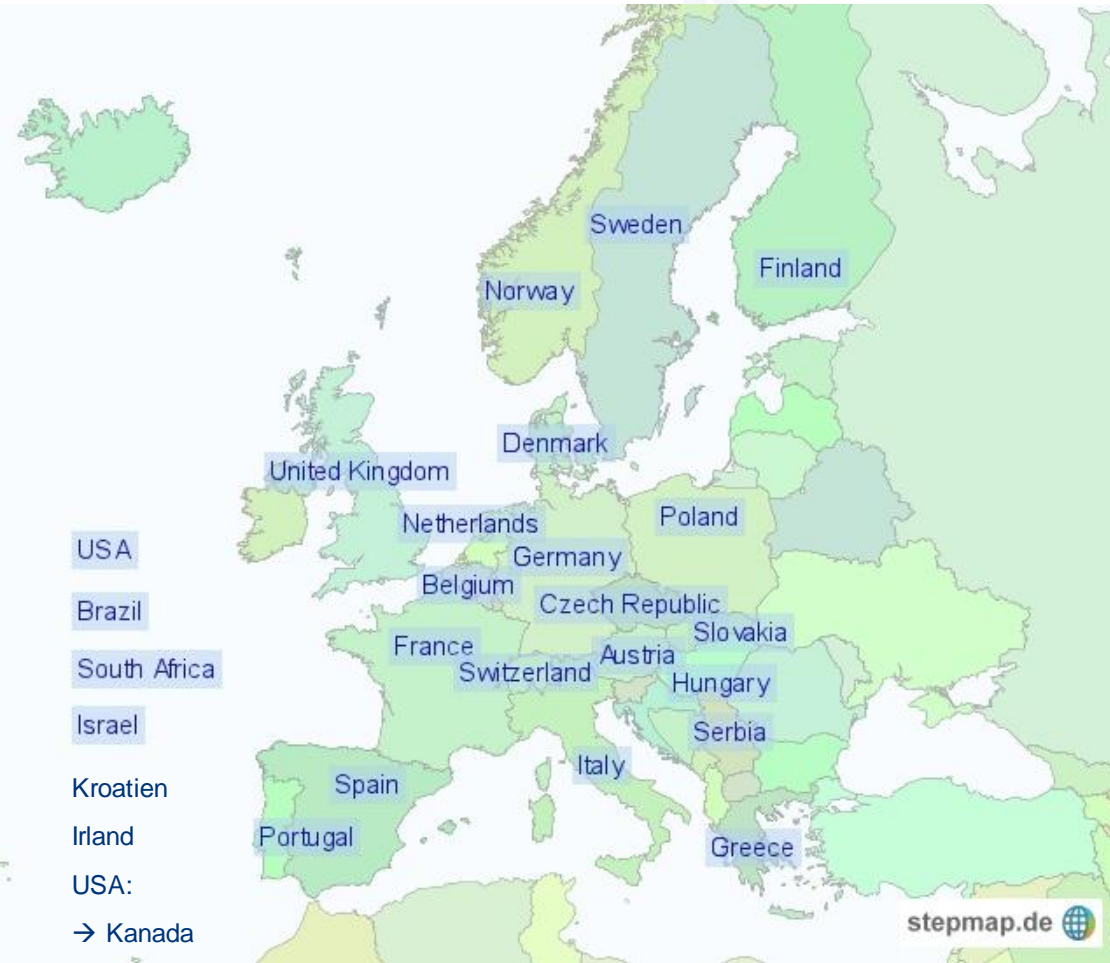 Sweden
Finland
Norway
Denmark
United Kingdom
Netherlands
Poland
Germany
Belgium
Czech Republic
Slovakia
France
Austria
Switzerland
Hungary
Serbia
Italy
Spain
Portugal
Greece
USA
Brazil
South Africa
Israel
Kroatien
Irland
USA:
→ Kanada
stepmap.de